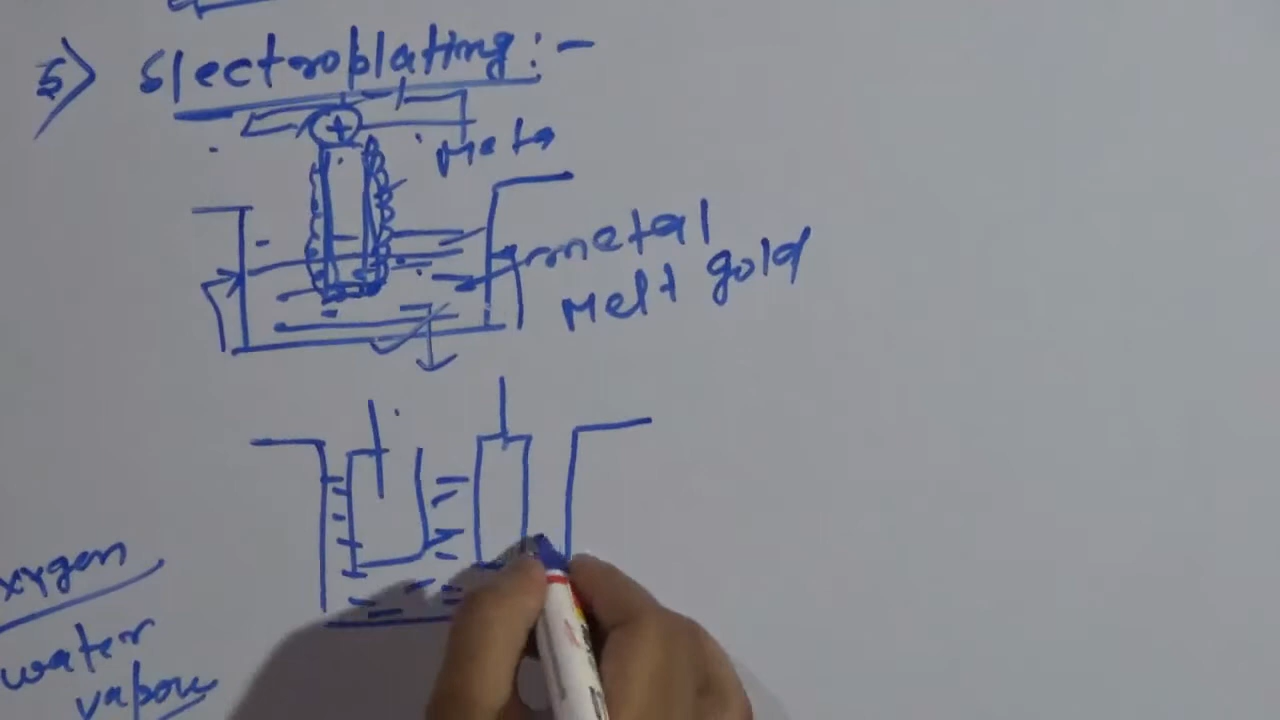 5) Electroplating:-
+
Meta
metal
Melt gold
xygen
water
vapou